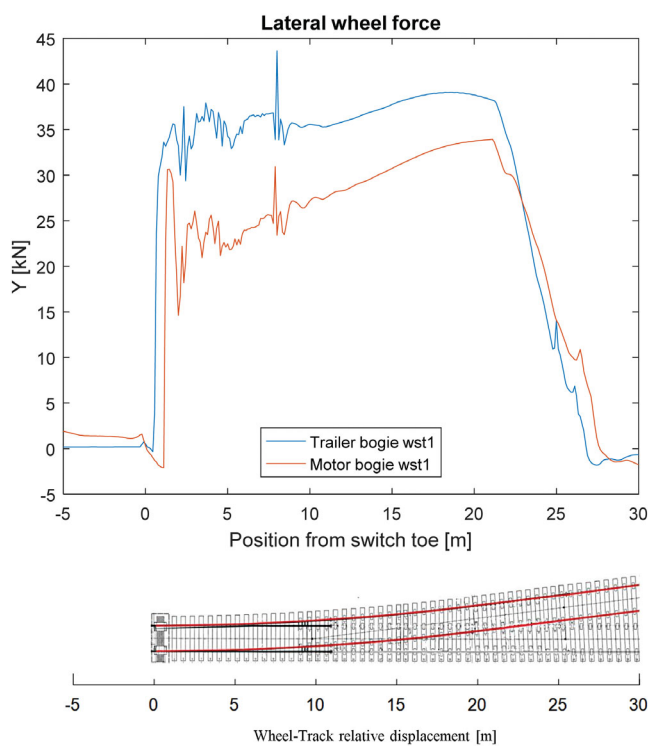 Lateral wheel force
45
40
35
30
25
20
15
10
5
0
-5
Y [kN]
Trailer bogie wst1
Motor bogie wst1
-5 0 5 10 15 20 25 30
Position from switch toe [m]
-5 0 5 10 15 20 25 30
Wheel-Track relative displacement [m]